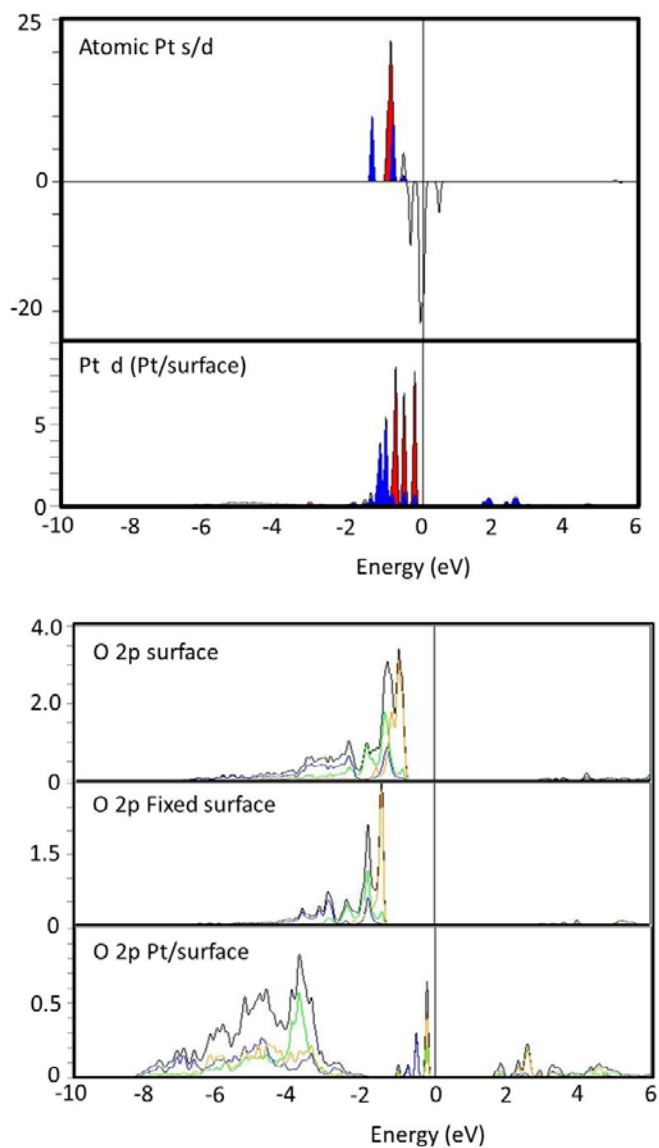 25
Atomic Pt s/d
0
-20
Pt d (Pt/surface)
5
0
-10 -8 -6 -4 -2 0 2 4 6
Energy (eV)
4.0
O 2p surface
2.0
0
O 2p Fixed surface
1.5
0
O 2p Pt/surface
0.5
0
-10 -8 -6 -4 -2 0 2 4 6
Energy (eV)